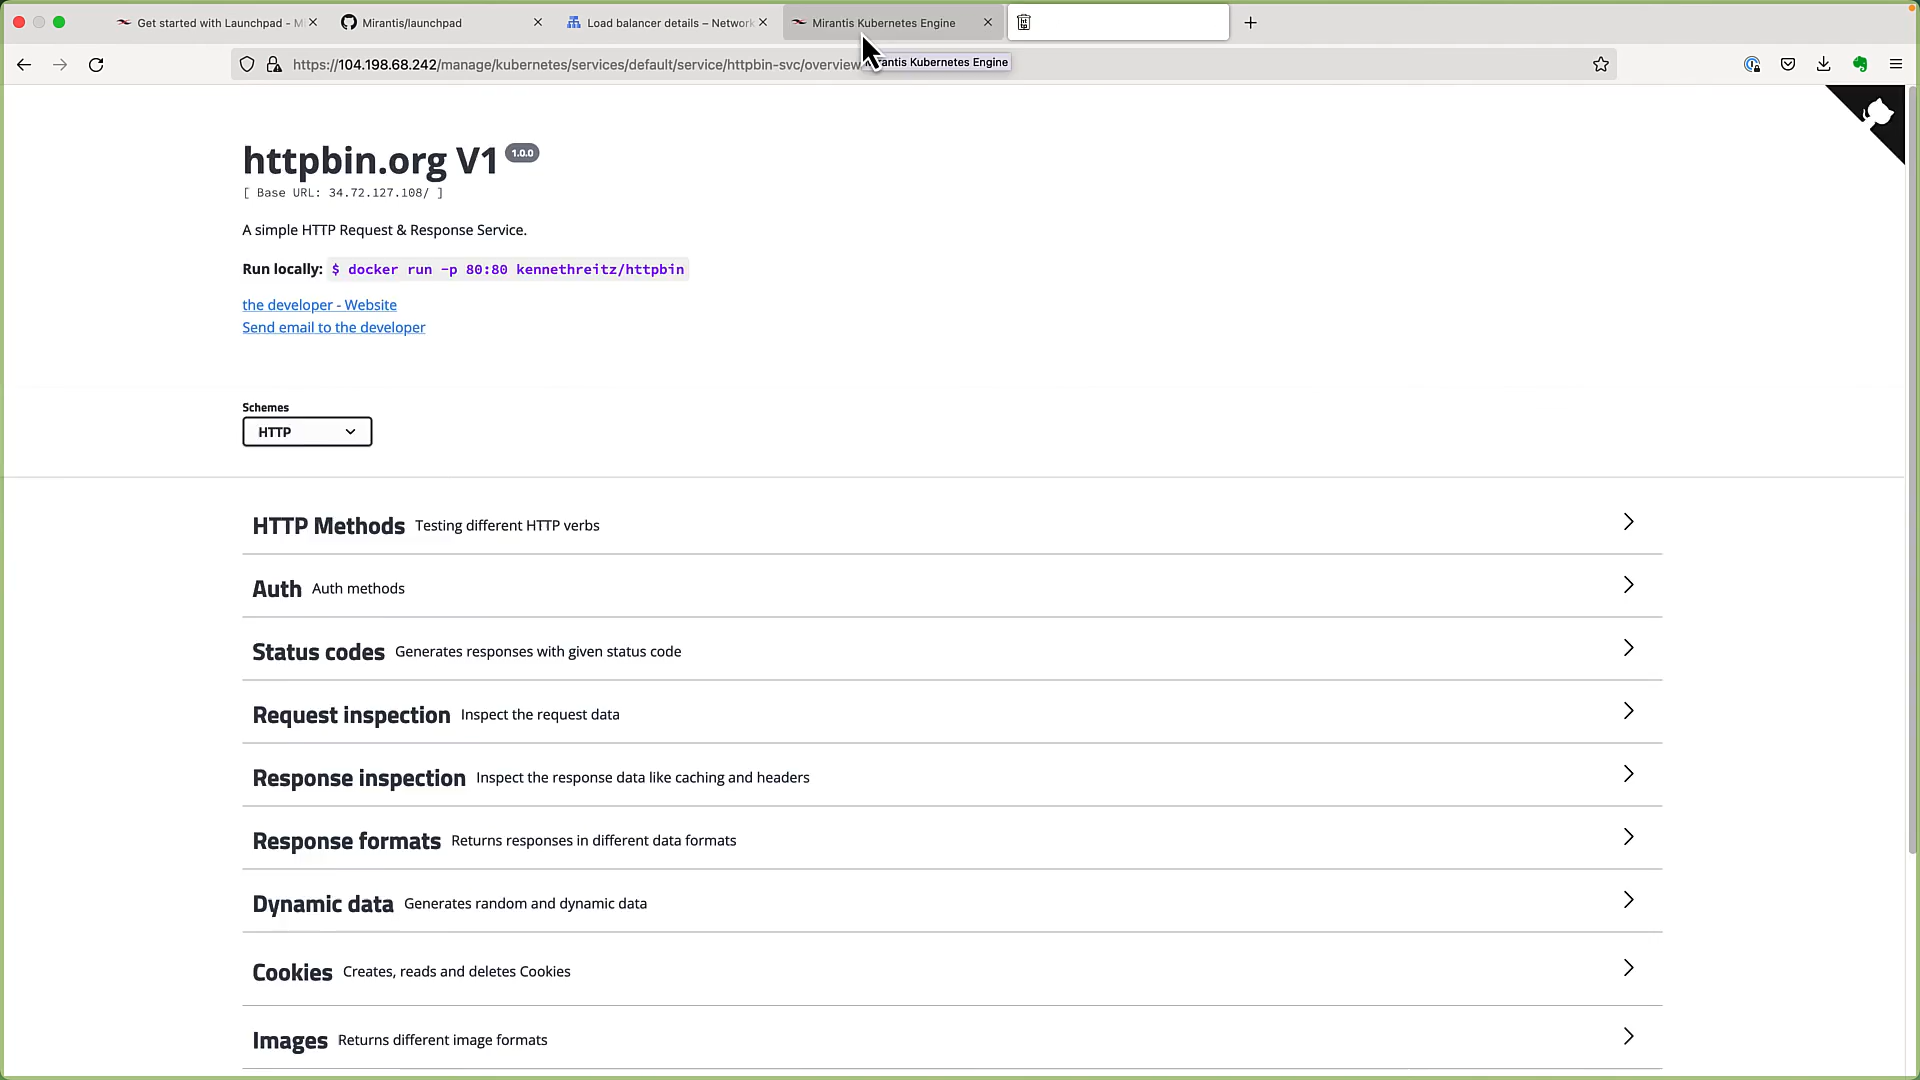 Get started with Launchpad - M
Mirantis/launchpad
Load balancer details – Network
Mirantis Kubernetes Engine
https://104.198.68.242/manage/kubernetes/services/default/service/httpbin-svc/overview
Mirantis Kubernetes Engine
httpbin.org V1 1.0.0
[ Base URL: 34.72.127.108/ ]
A simple HTTP Request & Response Service.
Run locally: $ docker run -p 80:80 kennethreitz/httpbin
the developer - Website
Send email to the developer
Schemes
HTTP
HTTP Methods Testing different HTTP verbs
Auth Auth methods
Status codes Generates responses with given status code
Request inspection Inspect the request data
Response inspection Inspect the response data like caching and headers
Response formats Returns responses in different data formats
Dynamic data Generates random and dynamic data
Cookies Creates, reads and deletes Cookies
Images Returns different image formats